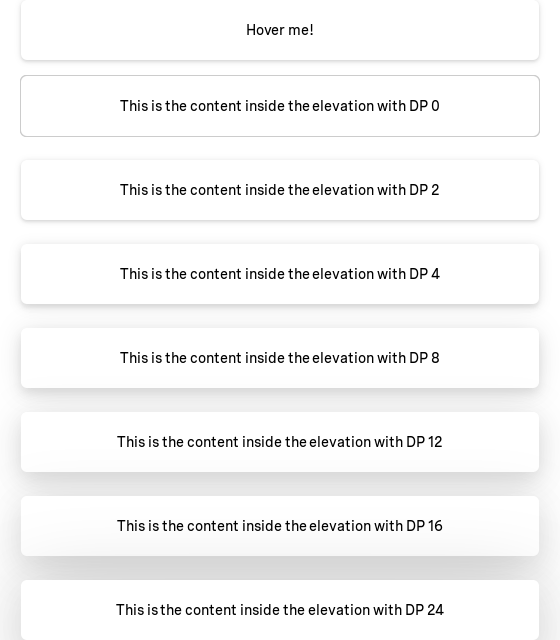 Hover me!
This is the content inside the elevation with DP 0
This is the content inside the elevation with DP 2
This is the content inside the elevation with DP 4
This is the content inside the elevation with DP 8
This is the content inside the elevation with DP 12
This is the content inside the elevation with DP 16
This is the content inside the elevation with DP 24